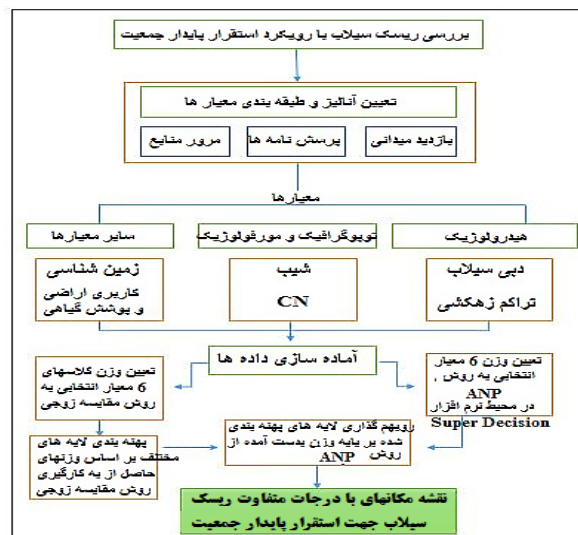 بررسی ریسک سیلاب با رویکرد استقرار پایدار جمعیت
تعیین آنالیز و طبقه بندی معیار ها
بازدید میدانی
پرسش نامه ها
مرور منابع
معیارها
هیدرولوژیک
توپوگرافیک و مورفولوژیک
سایر معیارها
دبی سیلاب
تراکم زهکشی
شیب
CN
زمین شناسی
کاربری اراضی
و پوشش گیاهی
آماده سازی داده ها
تعیین وزن 6 معیار
انتخابی به روش ,
ANP
در محیط نرم افزار
Super Decision
تعیین وزن کلاسهای
6 معیار انتخابی به
روش مقایسه زوجی
پهنه بندی لایه های
مختلف بر اساس وزنهای
حاصل از به کارگیری
روش مقایسه زوجی
رویهم گذاری لایه های پهنه بندی
شده بر پایه وزن بدست آمده از
روش ANP
نقشه مکانهای با درجات متفاوت ریسک
سیلاب جهت استقرار پایدار جمعیت